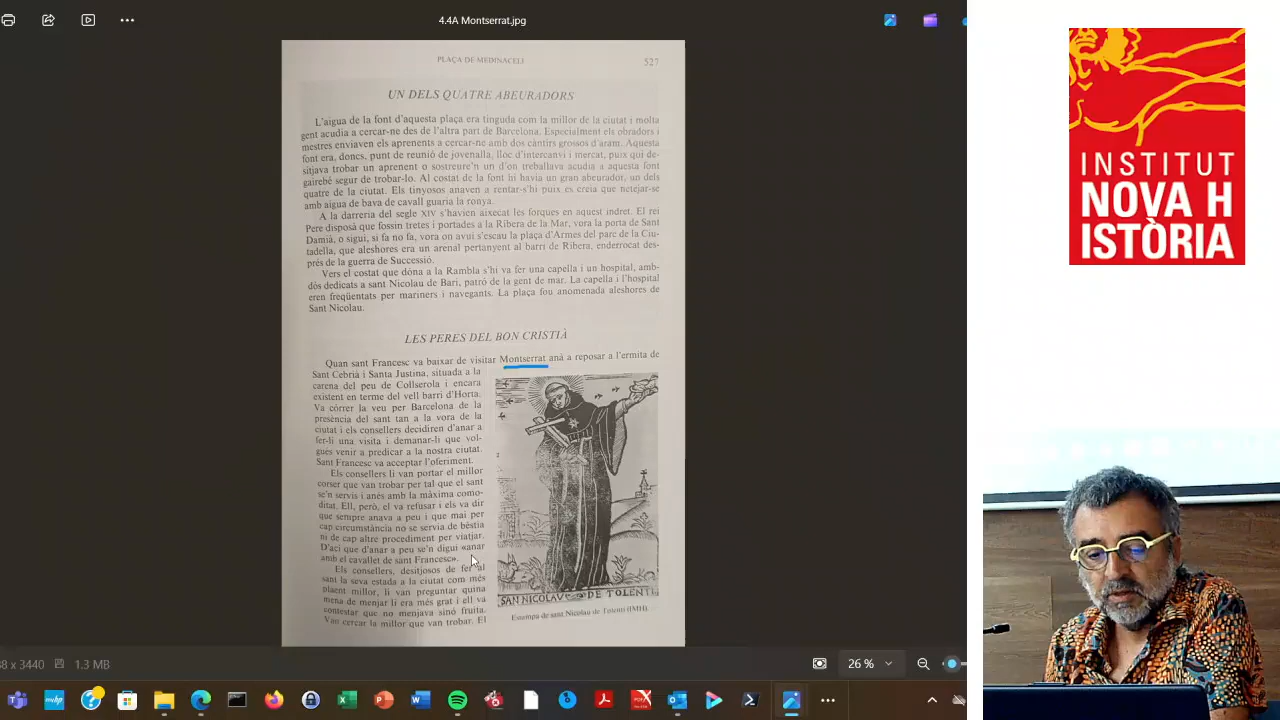 4.4A Montserrat.jpg
PLAÇA DE MEDINACELI
527
UN DELS QUATRE ABEURADORS
L'aigua de la font d'aquesta plaça era tinguda com la millor de la ciutat i molta
gent acudia a cercar-ne des de l'altra part de Barcelona. Especialment els obradors i
mestres enviaven els aprenents a cercar-ne amb dos càntirs grossos d'aram. Aquesta
font era, doncs, punt de reunió de jovenalla, lloc d'intercanvi i mercat, puix qui de-
sitjava trobar un aprenent o sostreure'n un d'on treballava acudia a aquesta font
gairebé segur de trobar-lo. Al costat de la font hi havia un gran abeurador, un dels
quatre de la ciutat. Els tinyosos anaven a rentar-s'hi puix es creia que netejar-se
amb aigua de bava de cavall guaria la ronya.
A la darreria del segle XIV s'havien aixecat les forques en aquest indret. El rei
Pere disposà que fossin tretes i portades a la Ribera de la Mar, vora la porta de Sant
Damià, o sigui, si fa no fa, vora on avui s'escau la plaça d'Armes del parc de la Ciu-
tadella, que aleshores era un arenal pertanyent al barri de Ribera, enderrocat des-
prés de la guerra de Successió.
Vers el costat que dóna a la Rambla s'hi va fer una capella i un hospital, amb-
dós dedicats a sant Nicolau de Bari, patró de la gent de mar. La capella i l'hospital
eren freqüentats per mariners i navegants. La plaça fou anomenada aleshores de
Sant Nicolau.
LES PERES DEL BON CRISTIÀ
Quan sant Francesc va baixar de visitar Montserrat anà a reposar a l'ermita de
Sant Cebrià i Santa Justina, situada a la
carena del peu de Collserola i encara
existent en terme del vell barri d'Horta.
Va córrer la veu per Barcelona de la
presència del sant tan a la vora de la
ciutat i els consellers decidiren d'anar a
fer-li una visita i demanar-li que vol-
gués venir a predicar a la nostra ciutat.
Sant Francesc va acceptar l'oferiment.
Els consellers li van portar el millor
corser que van trobar per tal que el sant
se'n servís i anés amb la màxima como-
ditat. Ell, però, el va refusar i els va dir
que sempre anava a peu i que mai per
cap circumstància no se servia de bèstia
ni de cap altre procediment per viatjar.
D'ací que d'anar a peu se'n digui «anar
amb el cavallet de sant Francesc».
Els consellers, desitjosos de fer al
sant la seva estada a la ciutat com més
plaent millor, li van preguntar quina
mena de menjar li era més grat i ell va
contestar que no menjava sinó fruita.
Van cercar la millor que van trobar. El
SAN NICOLAU DE TOLENTI
Estampa de sant Nicolau de Tolentí (IMH).
INSTITUT
NOVA H
ISTÒRIA
8 x 3440
1.3 MB
26 %